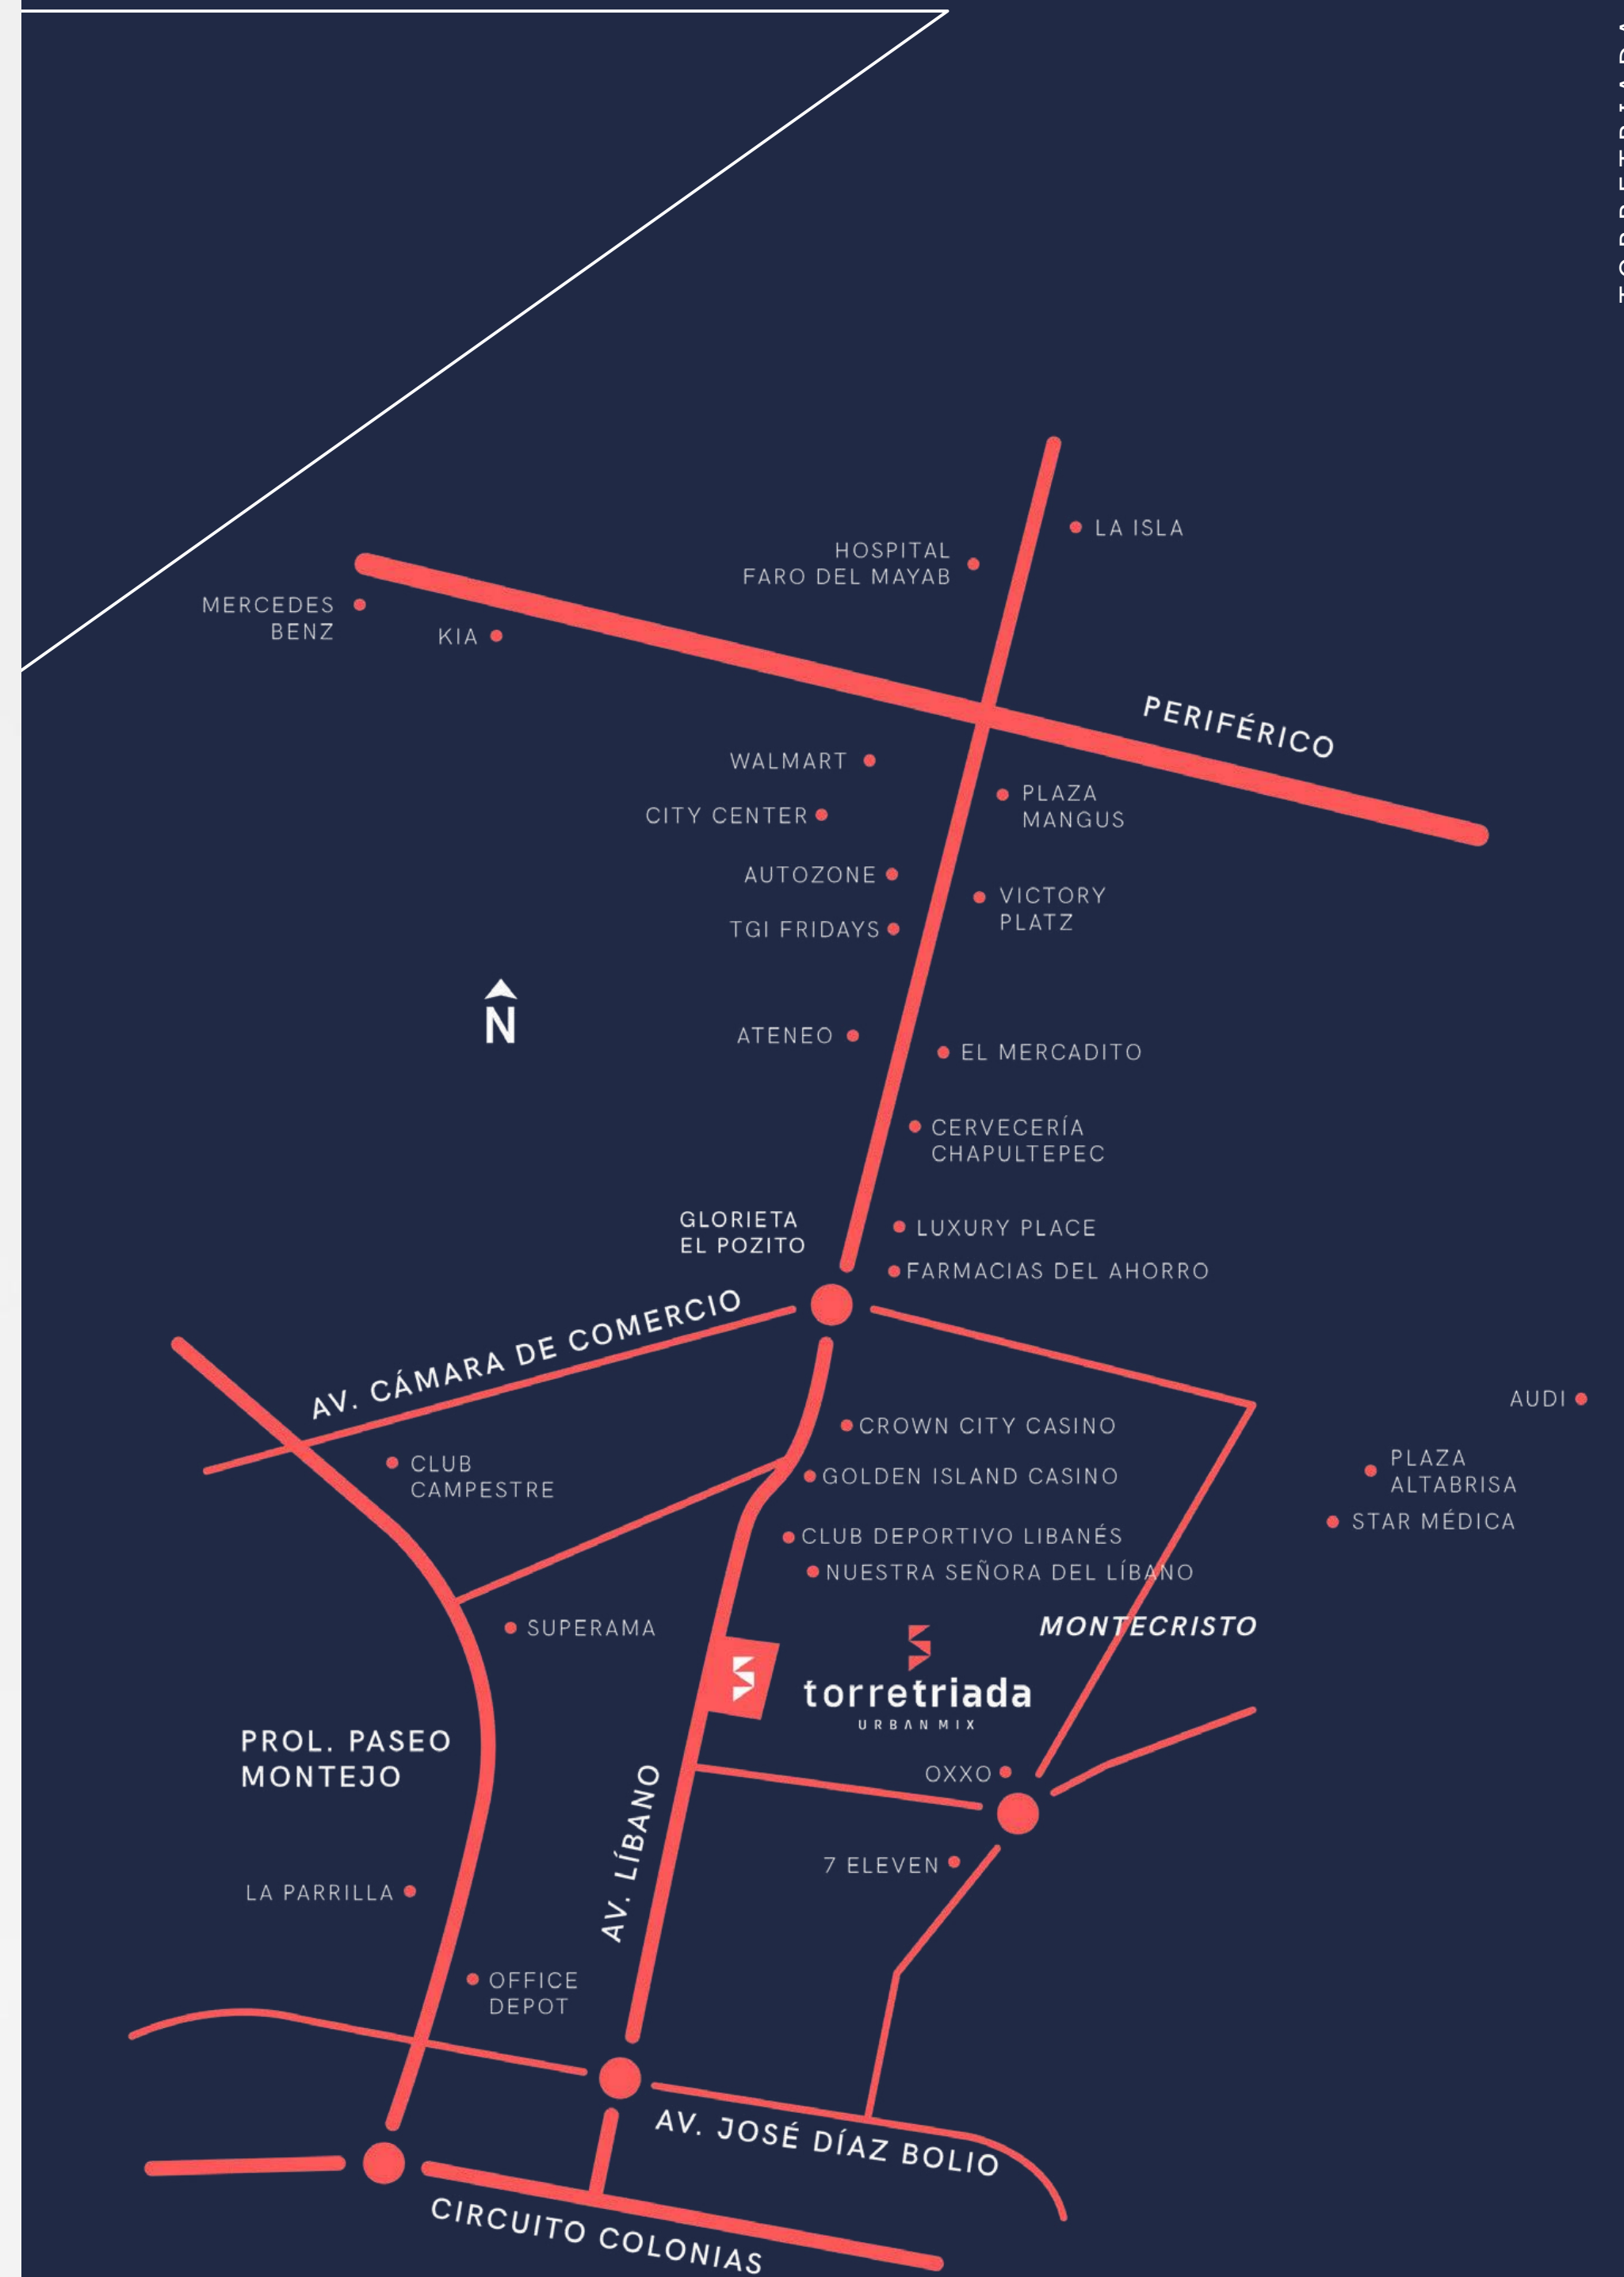 TORRETRIADA
LA ISLA
HOSPITAL
FARO DEL MAYAB
MERCEDES
BENZ
KIA
PERIFÉRICO
WALMART
PLAZA
MANGUS
CITY CENTER
AUTOZONE
VICTORY
PLATZ
TGI FRIDAYS
N
ATENEO
EL MERCADITO
CERVECERÍA
CHAPULTEPEC
GLORIETA
EL POZITO
LUXURY PLACE
FARMACIAS DEL AHORRO
AV. CÁMARA DE COMERCIO
AUDI
CROWN CITY CASINO
CLUB
CAMPESTRE
PLAZA
ALTABRISA
GOLDEN ISLAND CASINO
STAR MÉDICA
CLUB DEPORTIVO LIBANÉS
NUESTRA SEÑORA DEL LÍBANO
SUPERAMA
MONTECRISTO
torretriada
URBAN MIX
PROL. PASEO
MONTEJO
OXXO
AV. LÍBANO
7 ELEVEN
LA PARRILLA
OFFICE
DEPOT
AV. JOSÉ DÍAZ BOLIO
CIRCUITO COLONIAS